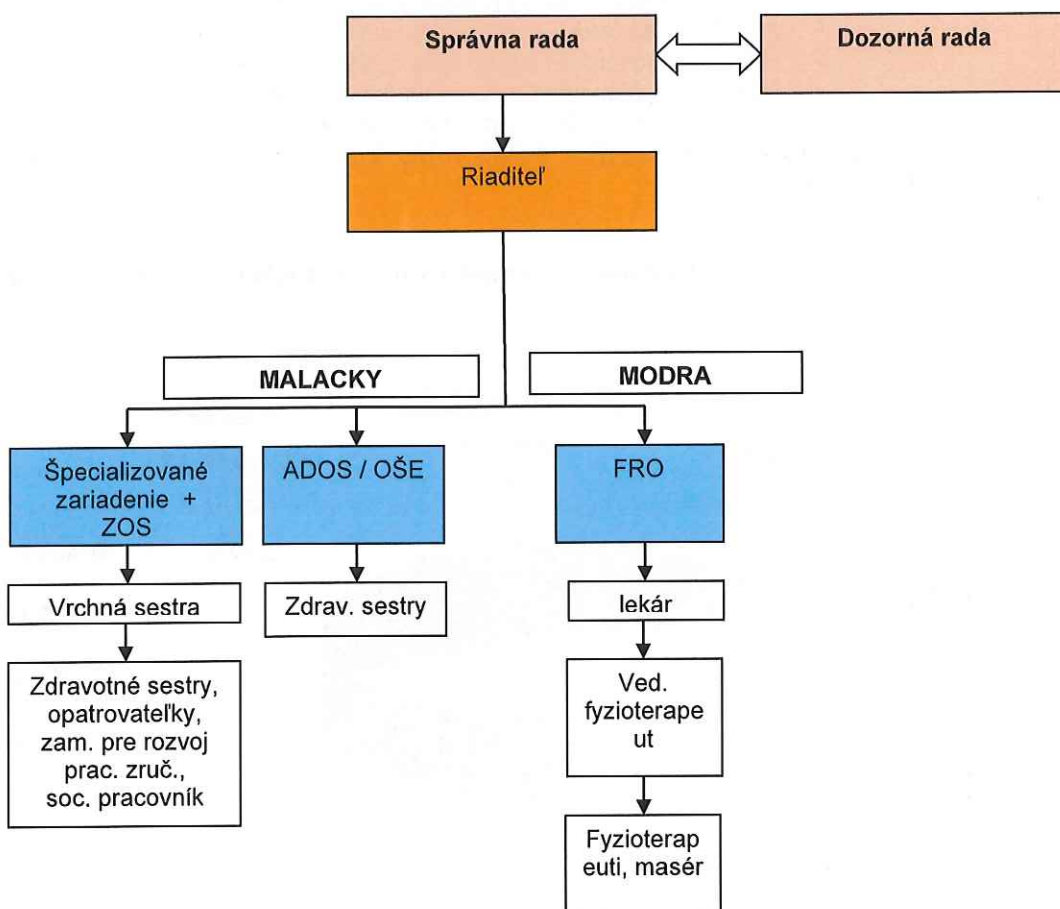 Správna rada
Dozorná rada
Riaditeľ
MALACKY
MODRA
Špecializované
zariadenie +
ZOS
ADOS / OŠE
FRO
Vrchná sestra
Zdrav. sestry
lekár
Zdravotné sestry,
opatrovateľky,
zam. pre rozvoj
prac. zruč.,
soc. pracovník
Ved.
fyzioterape
ut
Fyzioterap
euti, masér